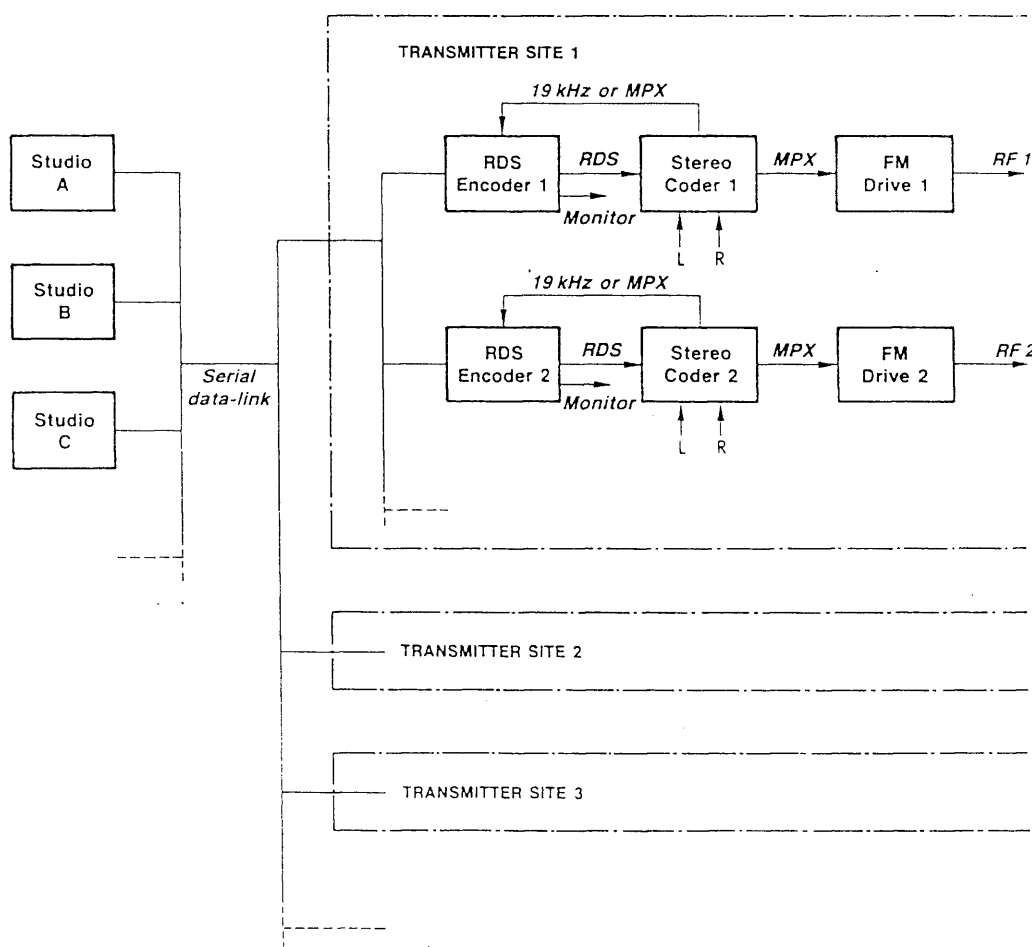 TRANSMITTER SITE 1
19 kHz or MPX
Studio
A
RDS
Encoder 1
RDS
Monitor
Stereo
Coder 1
MPX
FM
Drive 1
RF 1
L
R
Studio
B
19 kHz or MPX
RDS
Encoder 2
RDS
Monitor
Stereo
Coder 2
MPX
FM
Drive 2
RF 2
L
R
Serial
data-link
Studio
C
TRANSMITTER SITE 2
TRANSMITTER SITE 3